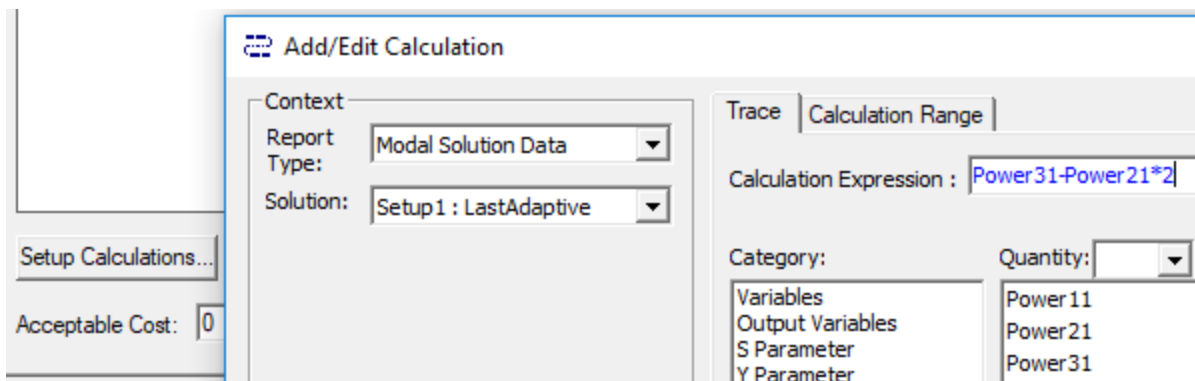 Add/Edit Calculation
Context
Report Type:
Modal Solution Data
Solution:
Setup1 : LastAdaptive
Trace
Calculation Range
Calculation Expression :
Power31-Power21*2
Setup Calculations...
Acceptable Cost:
0
Category:
Variables
Output Variables
S Parameter
Y Parameter
Quantity:
Power11
Power21
Power31